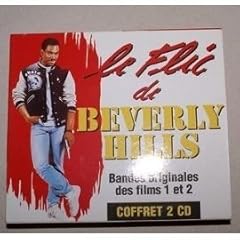 le Flic
de
BEVERLY
HILLS
Bandes originales
des films 1 et 2
COFFRET 2 CD